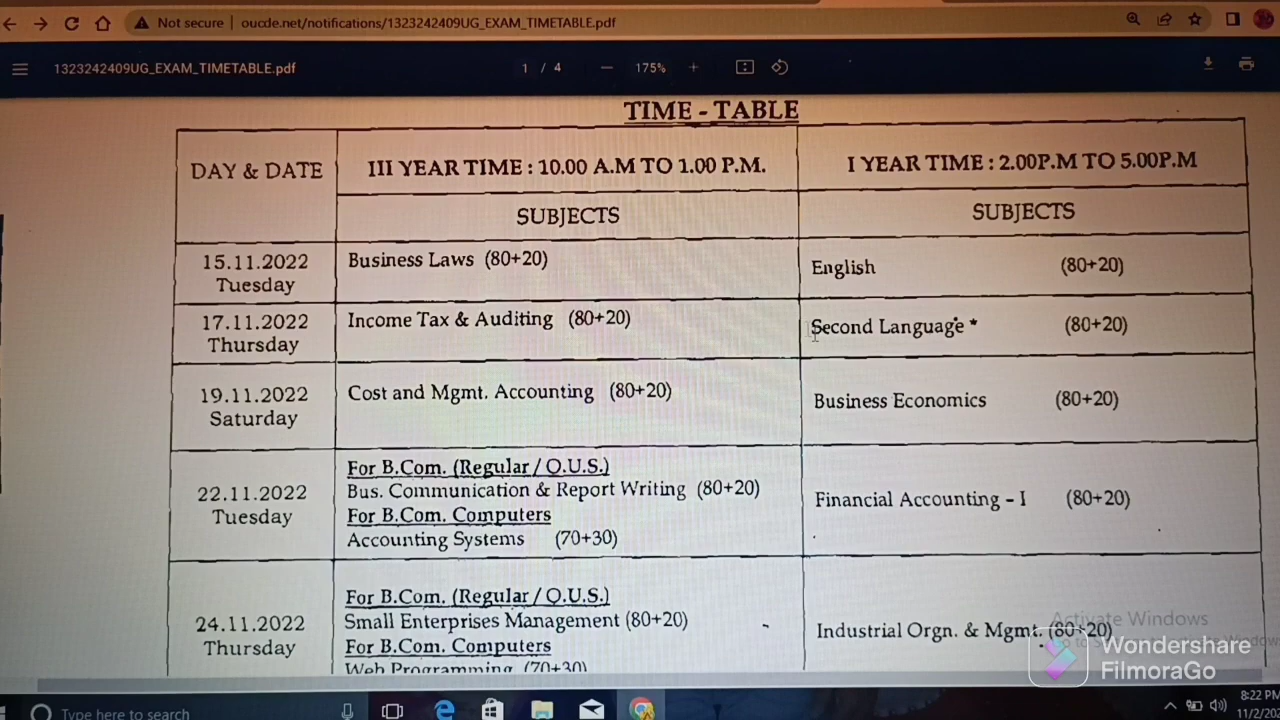 Not secure | oucde.net/notifications/1323242409UG_EXAM_TIMETABLE.pdf
1323242409UG_EXAM_TIMETABLE.pdf
1 / 4
175%
TIME - TABLE
DAY & DATE
III YEAR TIME : 10.00 A.M TO 1.00 P.M.
I YEAR TIME : 2.00P.M TO 5.00P.M
SUBJECTS
SUBJECTS
15.11.2022
Tuesday
Business Laws (80+20)
English (80+20)
17.11.2022
Thursday
Income Tax & Auditing (80+20)
Second Language * (80+20)
19.11.2022
Saturday
Cost and Mgmt. Accounting (80+20)
Business Economics (80+20)
22.11.2022
Tuesday
For B.Com. (Regular / O.U.S.)
Bus. Communication & Report Writing (80+20)
For B.Com. Computers
Accounting Systems (70+30)
Financial Accounting - I (80+20)
24.11.2022
Thursday
For B.Com. (Regular / O.U.S.)
Small Enterprises Management (80+20)
For B.Com. Computers
Web Programming (70+30)
Industrial Orgn. & Mgmt. (80+20)
Activate Windows
Wondershare
FilmoraGo
Type here to search
8:22 PM